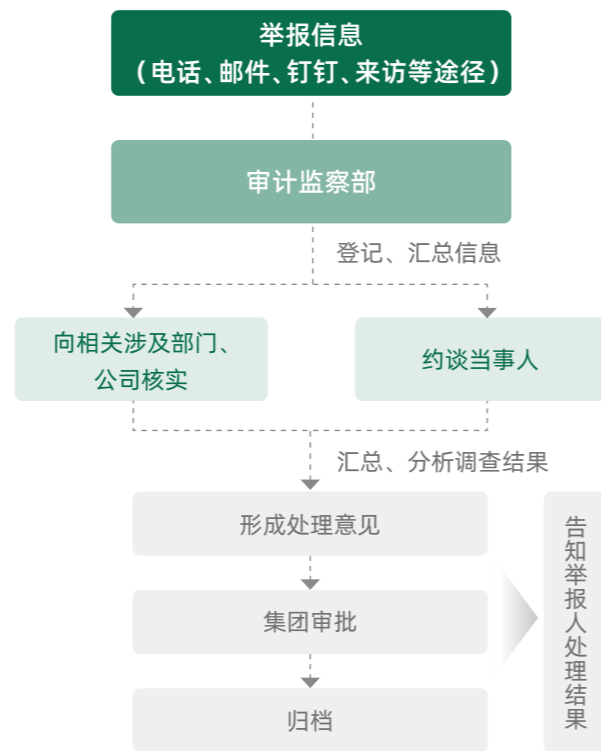 举报信息
（电话、邮件、钉钉、来访等途径）
审计监察部
登记、汇总信息
向相关涉及部门、
公司核实
约谈当事人
汇总、分析调查结果
形成处理意见
集团审批
归档
告知举报人处理结果